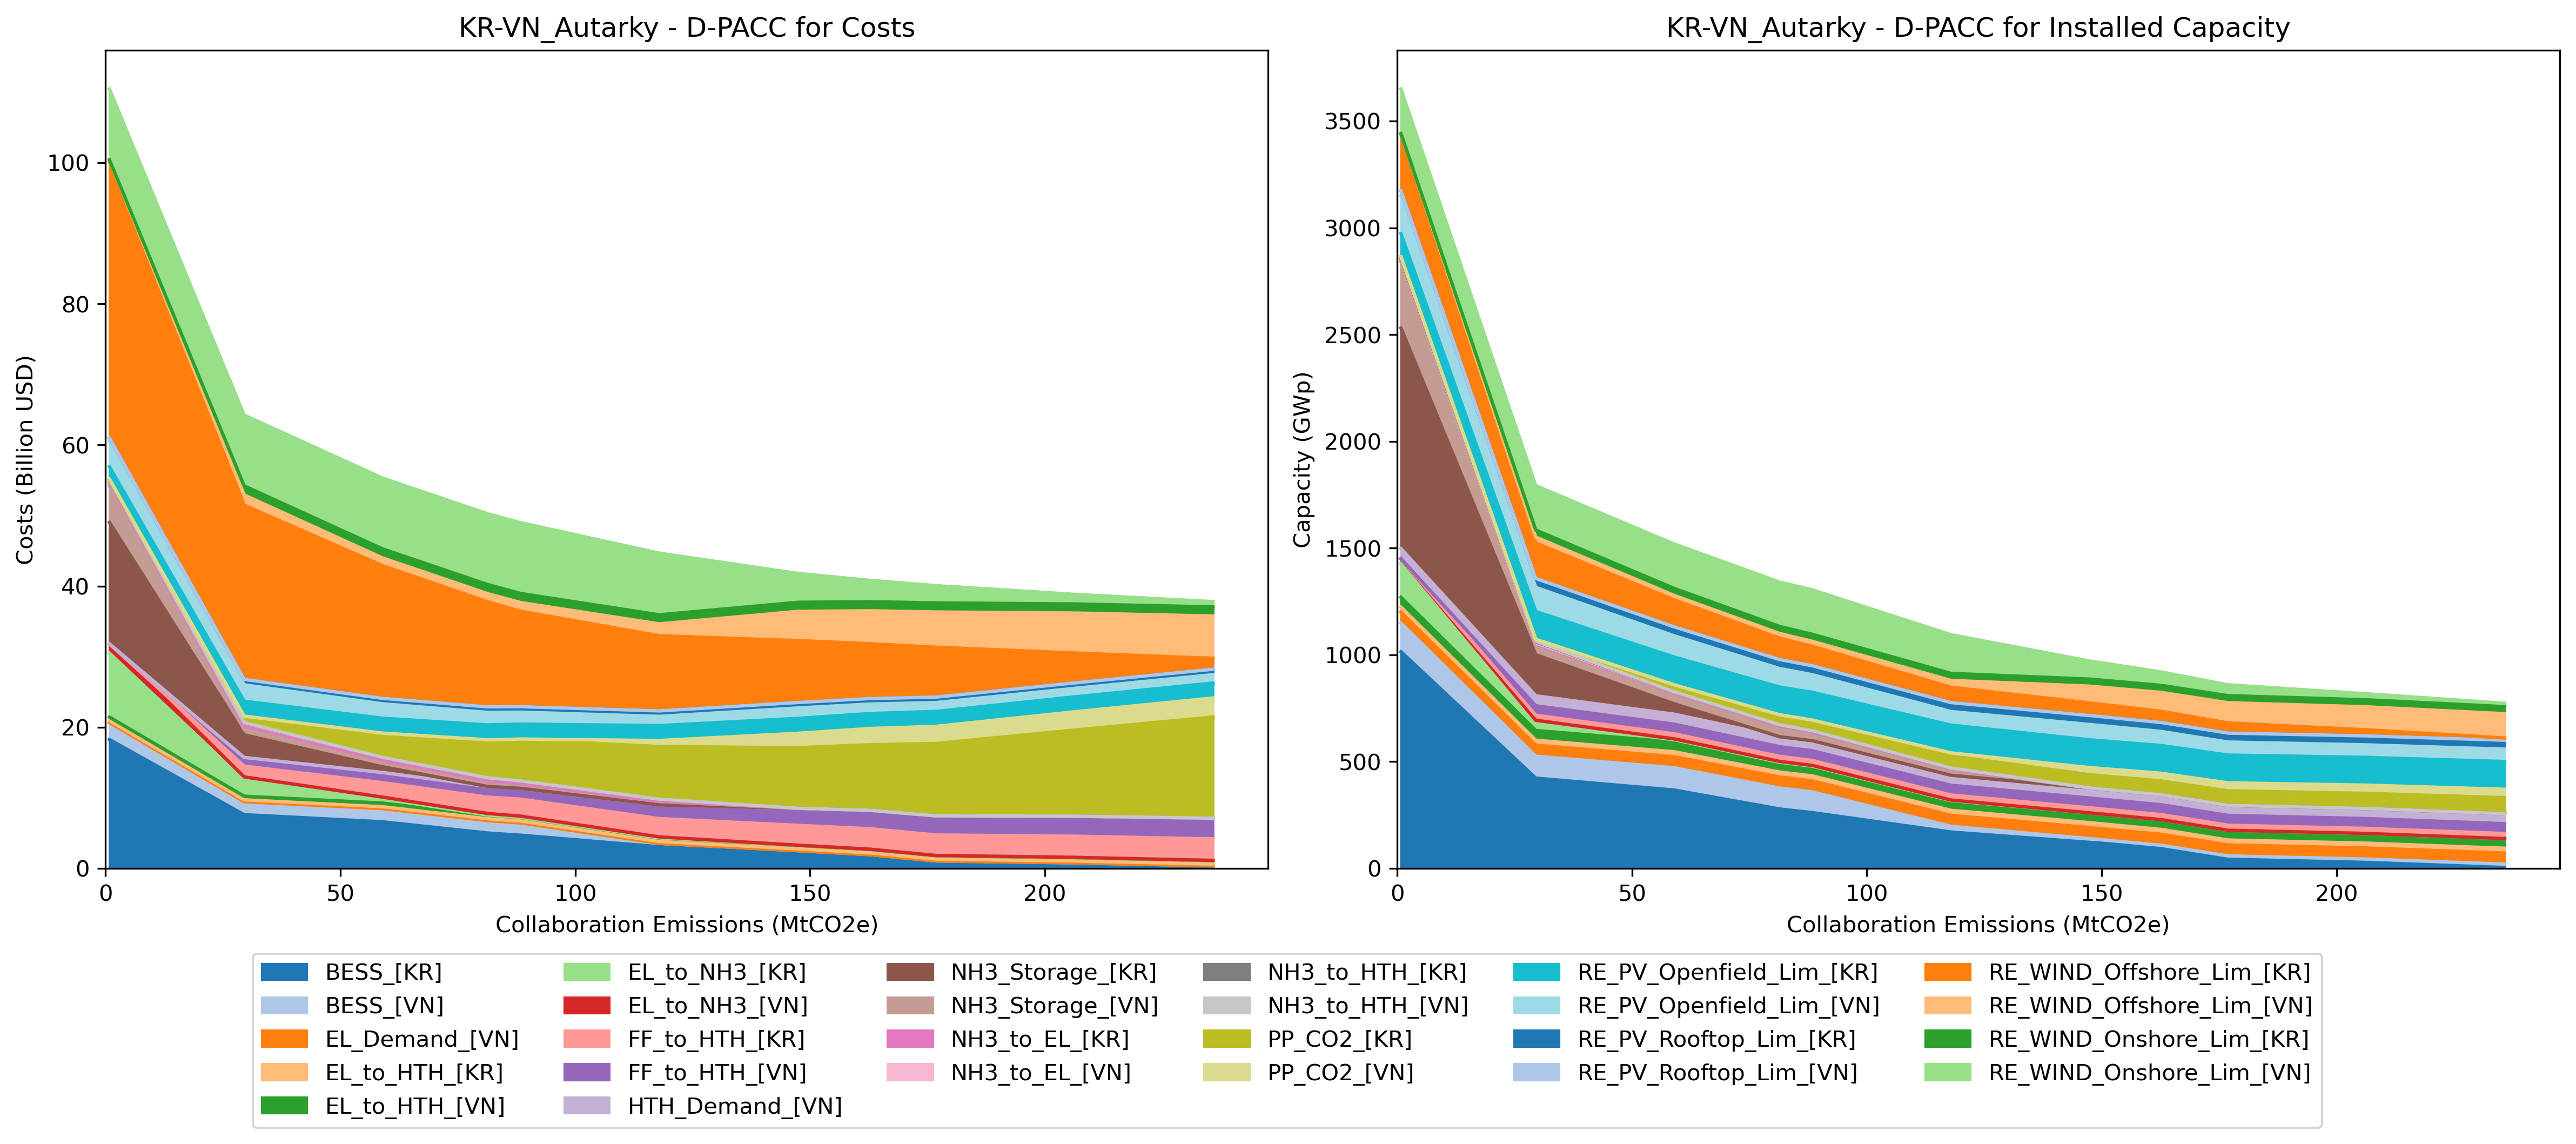 KR-VN_Autarky - D-PACC for Costs
Costs (Billion USD)
100
80
60
40
20
0
0 50 100 150 200
Collaboration Emissions (MtCO2e)
KR-VN_Autarky - D-PACC for Installed Capacity
Capacity (GWp)
3500
3000
2500
2000
1500
1000
500
0
0 50 100 150 200
Collaboration Emissions (MtCO2e)
BESS_[KR]
BESS_[VN]
EL_Demand_[VN]
EL_to_HTH_[KR]
EL_to_HTH_[VN]
EL_to_NH3_[KR]
EL_to_NH3_[VN]
FF_to_HTH_[KR]
FF_to_HTH_[VN]
HTH_Demand_[VN]
NH3_Storage_[KR]
NH3_Storage_[VN]
NH3_to_EL_[KR]
NH3_to_EL_[VN]
NH3_to_HTH_[KR]
NH3_to_HTH_[VN]
PP_CO2_[KR]
PP_CO2_[VN]
RE_PV_Openfield_Lim_[KR]
RE_PV_Openfield_Lim_[VN]
RE_PV_Rooftop_Lim_[KR]
RE_PV_Rooftop_Lim_[VN]
RE_WIND_Offshore_Lim_[KR]
RE_WIND_Offshore_Lim_[VN]
RE_WIND_Onshore_Lim_[KR]
RE_WIND_Onshore_Lim_[VN]